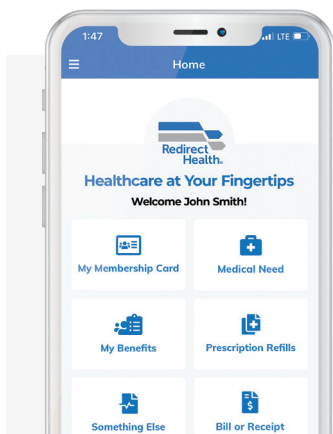 1:47
LTE
Home
Redirect
Health®
Healthcare at Your Fingertips
Welcome John Smith!
My Membership Card
Medical Need
My Benefits
Prescription Refills
Something Else
Bill or Receipt